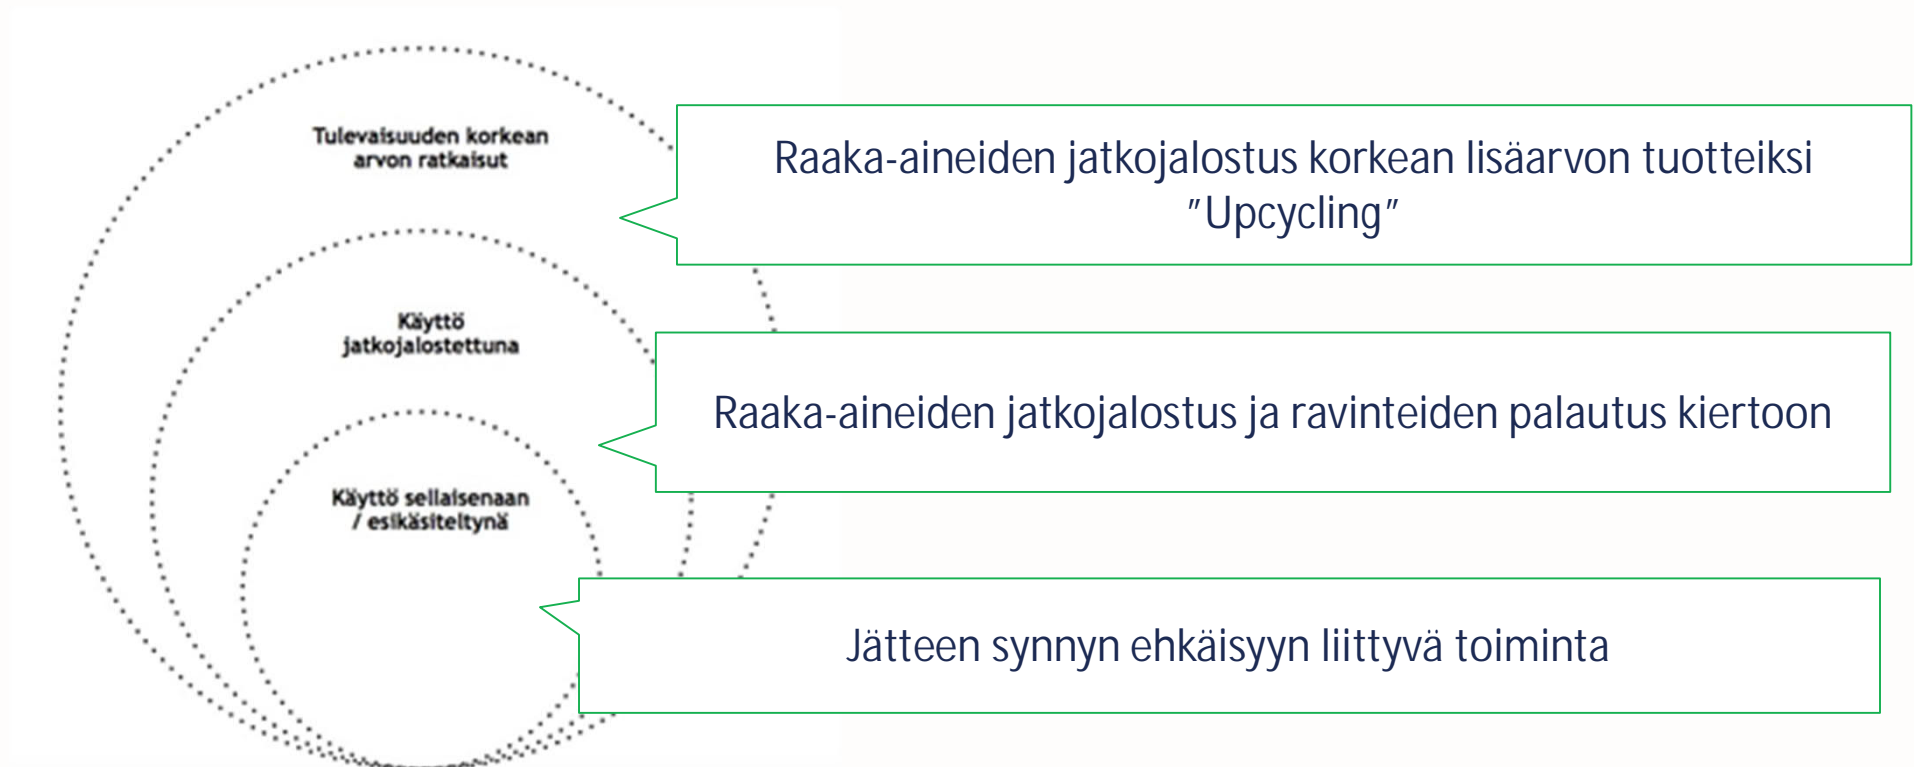 Tulevaisuuden korkean
arvon ratkaisut
Raaka-aineiden jatkojalostus korkean lisäarvon tuotteiksi
"Upcycling"
Käyttö
jatkojalostettuna
Raaka-aineiden jatkojalostus ja ravinteiden palautus kiertoon
Käyttö sellaisenaan
/ esikäsiteltynä
Jätteen synnyn ehkäisyyn liittyvä toiminta